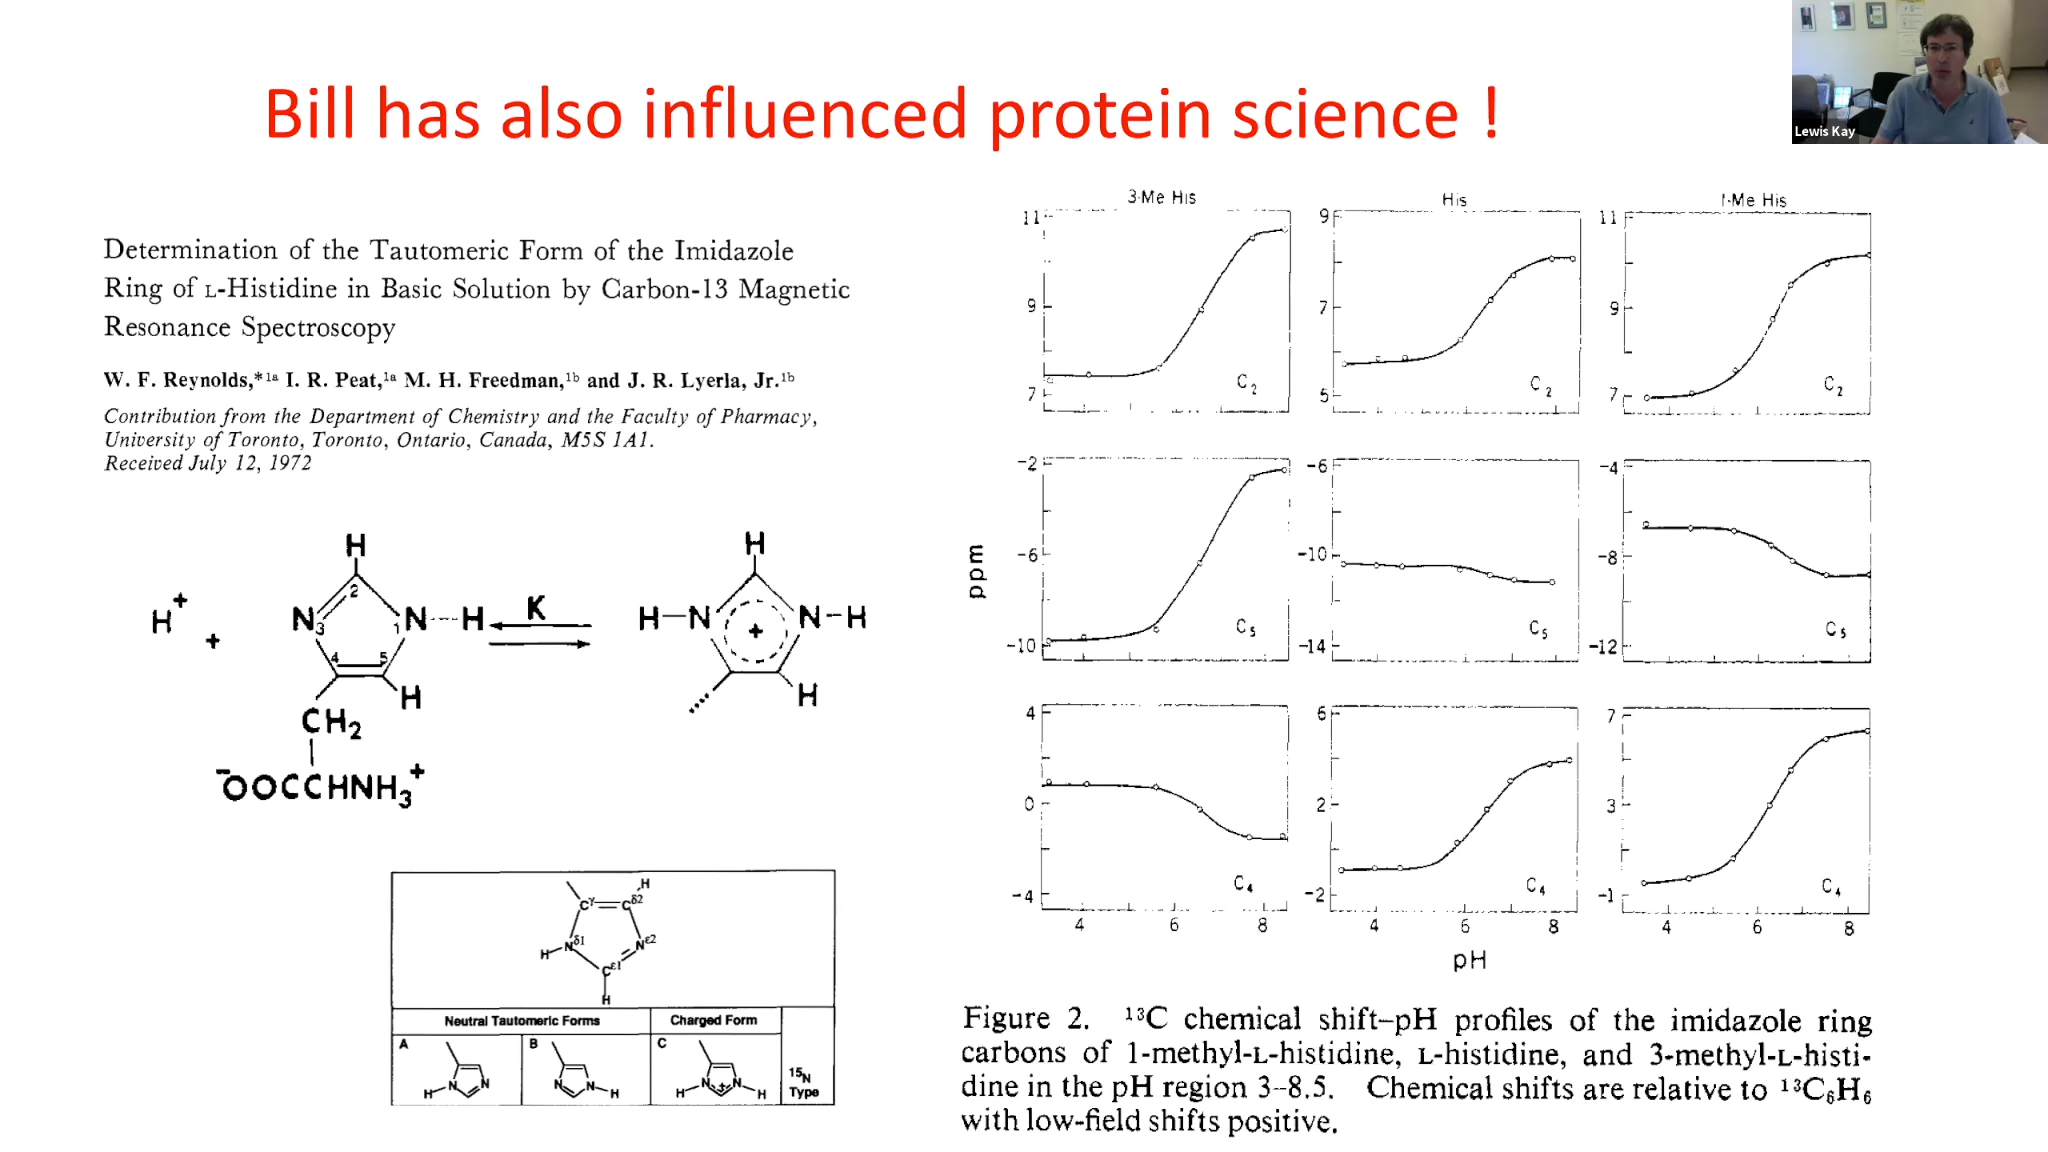 Bill has also influenced protein science !
Lewis Kay
Determination of the Tautomeric Form of the Imidazole
Ring of L-Histidine in Basic Solution by Carbon-13 Magnetic
Resonance Spectroscopy
W. F. Reynolds,*1a I. R. Peat,1a M. H. Freedman,1b and J. R. Lyerla, Jr.1b
Contribution from the Department of Chemistry and the Faculty of Pharmacy,
University of Toronto, Toronto, Ontario, Canada, M5S 1A1.
Received July 12, 1972
H
2
H+ + N 3 1 N H K
4 5
H
CH2
-OOCCHNH3+
H
H-N + N-H
H
H
Cγ Cδ2
H Nδ1 Nε2
Cε1
H
Neutral Tautomeric Forms Charged Form
A B C
H N N N N H H N + N H
15N
Type
3-Me His His 1-Me His
11 9 7 C2
9 7 5 C2
11 9 7 C2
ppm
-2 -6 -10 C5
-6 -10 -14 C5
-4 -8 -12 C5
4 0 -4 C4
6 2 -2 C4
7 3 -1 C4
4 6 8 4 6 8 4 6 8
pH
Figure 2. 13C chemical shift–pH profiles of the imidazole ring
carbons of 1-methyl-L-histidine, L-histidine, and 3-methyl-L-histi-
dine in the pH region 3–8.5. Chemical shifts are relative to 13C6H6
with low-field shifts positive.